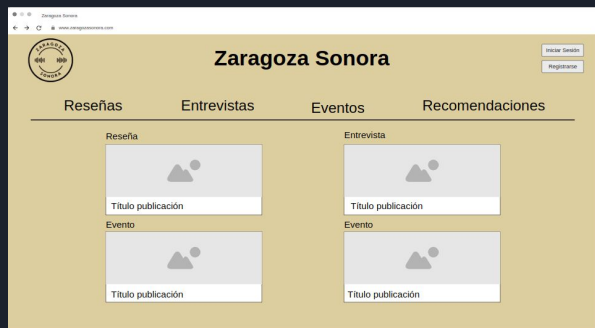 Zaragoza Sonora
www.zaragozasonora.com
ZARAGOZA
SONORA
Zaragoza Sonora
Iniciar Sesión
Registrarse
Reseñas
Entrevistas
Eventos
Recomendaciones
Reseña
Entrevista
Título publicación
Título publicación
Evento
Evento
Título publicación
Título publicación